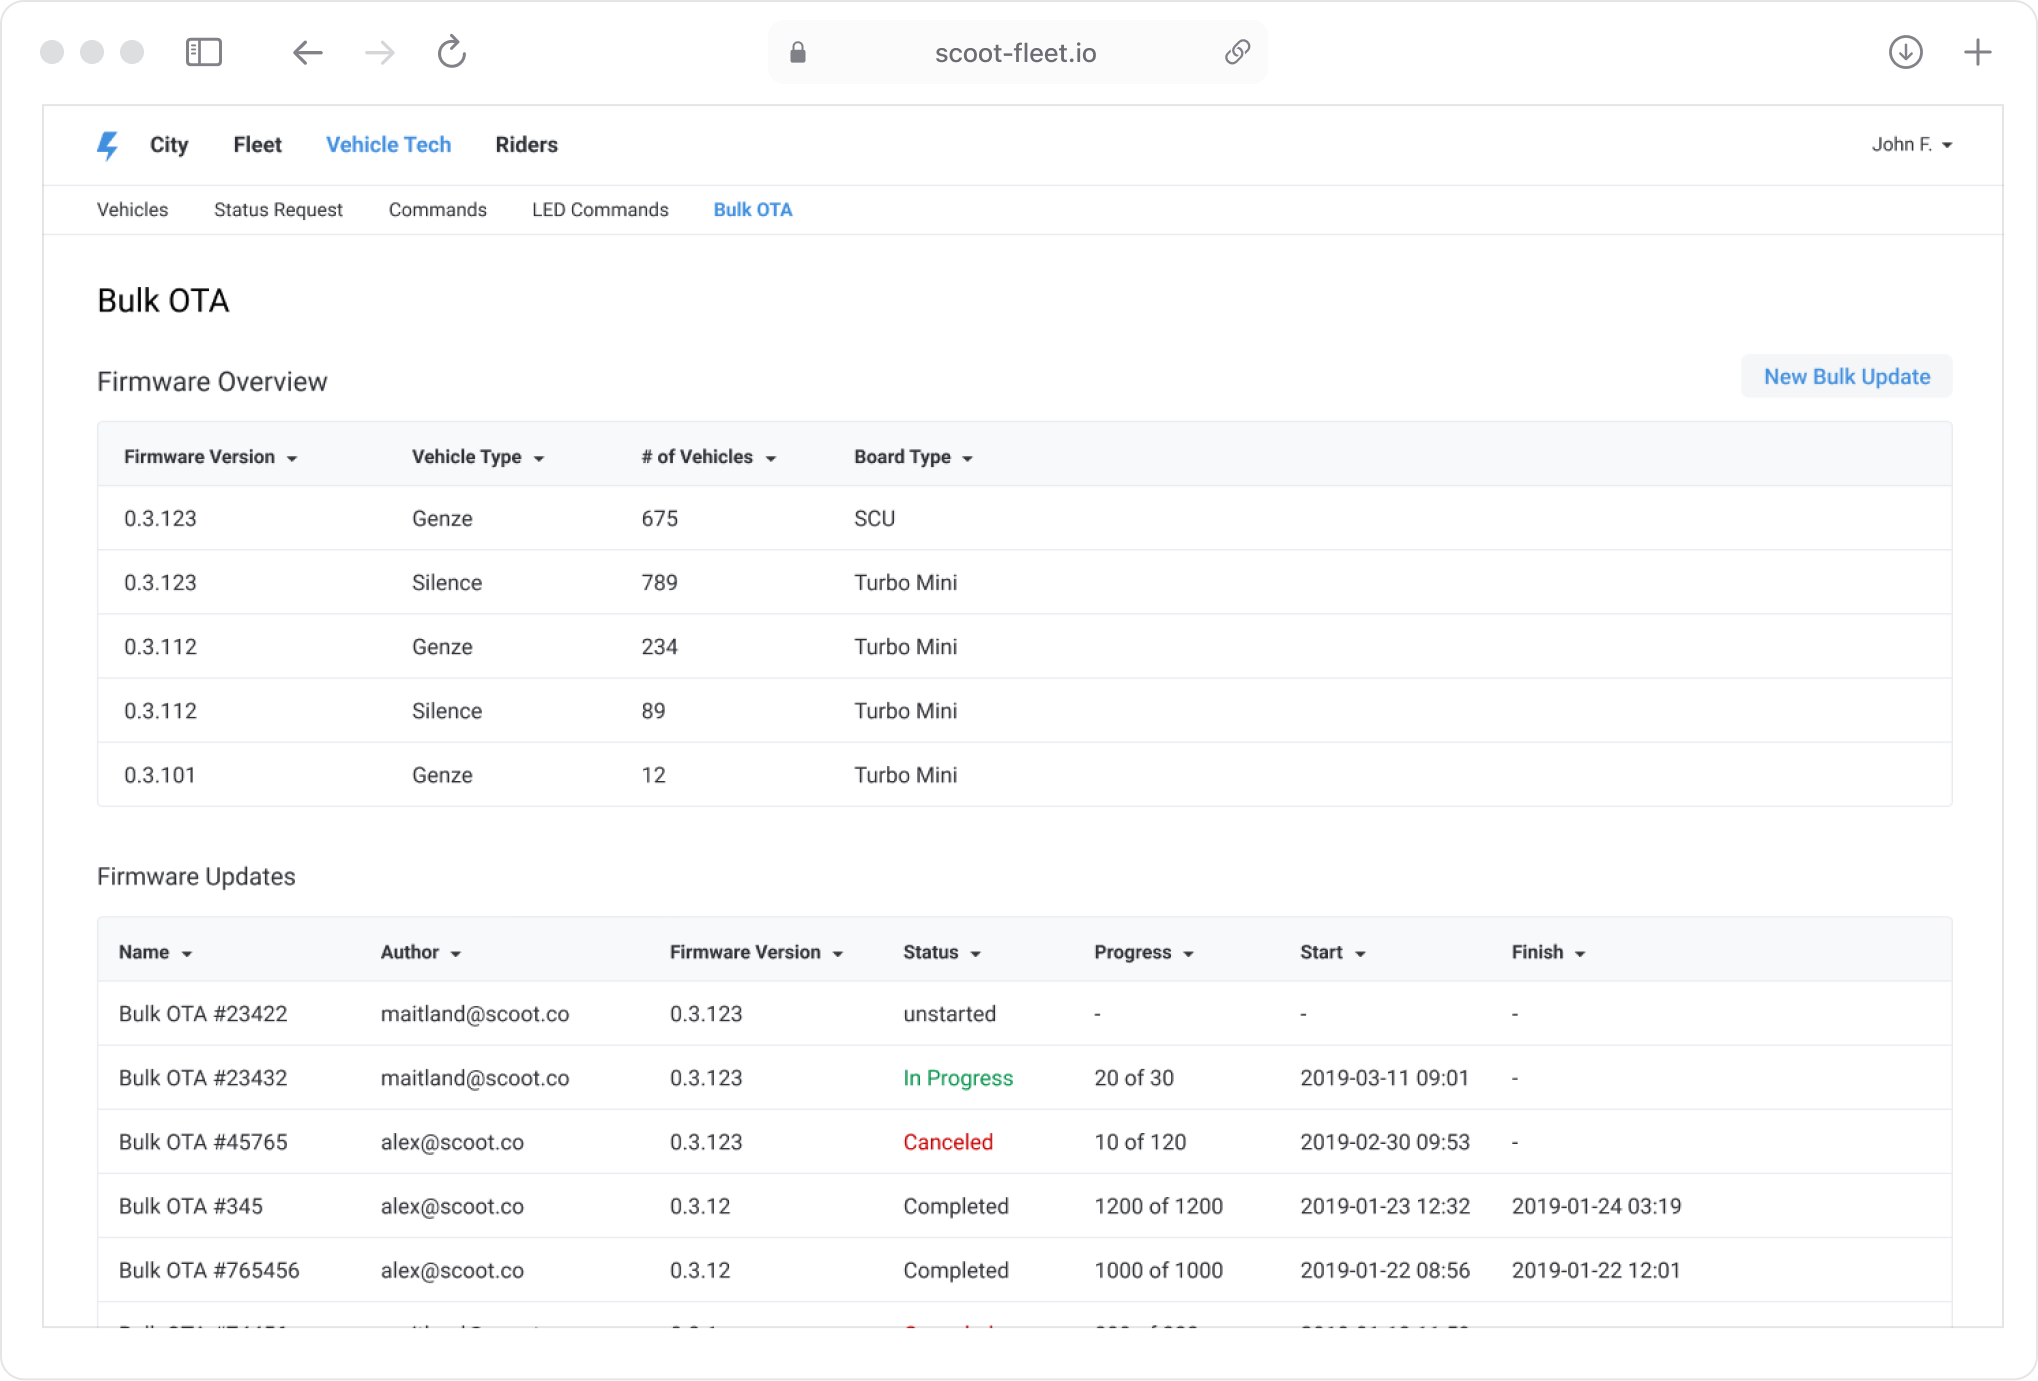 scoot-fleet.io
City Fleet Vehicle Tech Riders John F.
Vehicles Status Request Commands LED Commands Bulk OTA
Bulk OTA
Firmware Overview New Bulk Update
Firmware Version Vehicle Type # of Vehicles Board Type
0.3.123 Genze 675 SCU
0.3.123 Silence 789 Turbo Mini
0.3.112 Genze 234 Turbo Mini
0.3.112 Silence 89 Turbo Mini
0.3.101 Genze 12 Turbo Mini
Firmware Updates
Name Author Firmware Version Status Progress Start Finish
Bulk OTA #23422 maitland@scoot.co 0.3.123 unstarted - - -
Bulk OTA #23432 maitland@scoot.co 0.3.123 In Progress 20 of 30 2019-03-11 09:01 -
Bulk OTA #45765 alex@scoot.co 0.3.123 Canceled 10 of 120 2019-02-30 09:53 -
Bulk OTA #345 alex@scoot.co 0.3.12 Completed 1200 of 1200 2019-01-23 12:32 2019-01-24 03:19
Bulk OTA #765456 alex@scoot.co 0.3.12 Completed 1000 of 1000 2019-01-22 08:56 2019-01-22 12:01